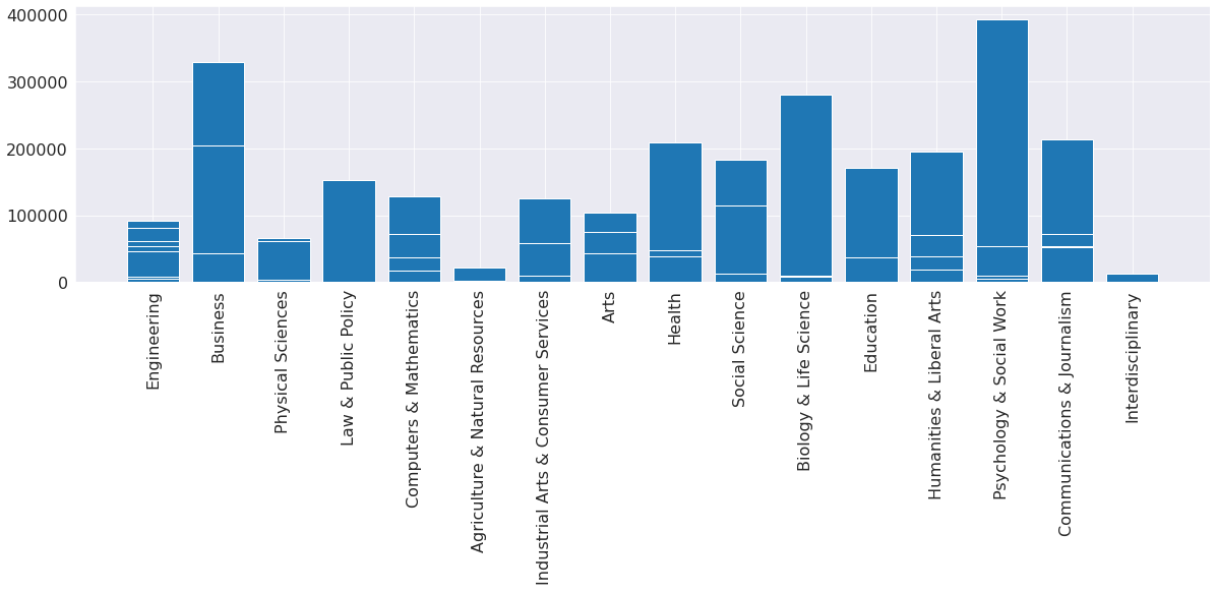 400000
300000
200000
100000
0
Engineering
Business
Physical Sciences
Law & Public Policy
Computers & Mathematics
Agriculture & Natural Resources
Industrial Arts & Consumer Services
Arts
Health
Social Science
Biology & Life Science
Education
Humanities & Liberal Arts
Psychology & Social Work
Communications & Journalism
Interdisciplinary